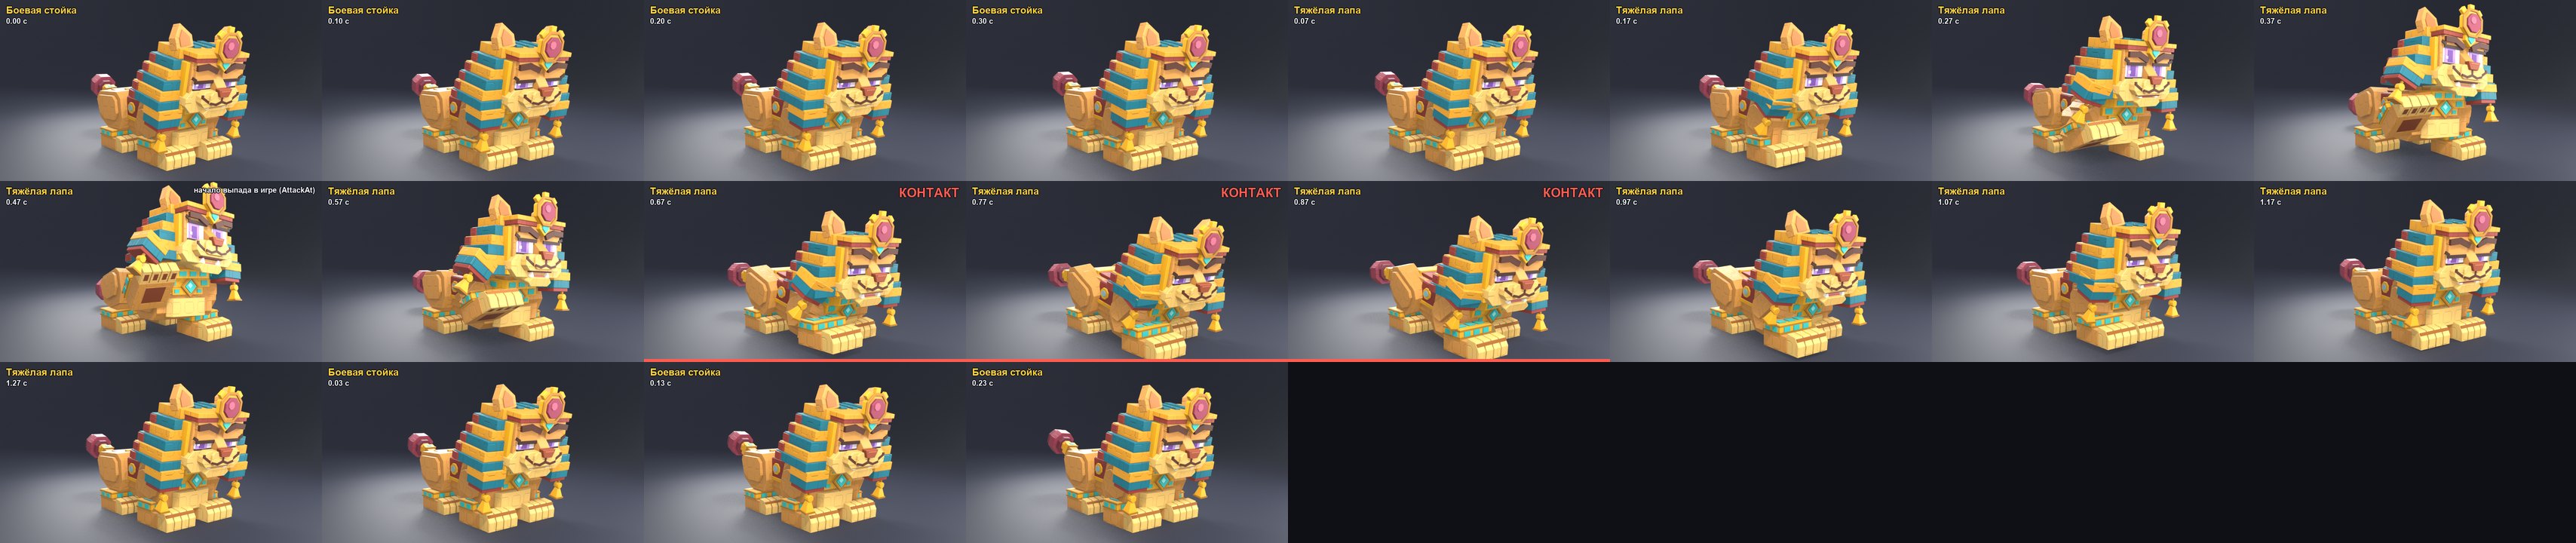 Боевая стойка
0.00 с
Боевая стойка
0.10 с
Боевая стойка
0.20 с
Боевая стойка
0.30 с
Тяжёлая лапа
0.07 с
Тяжёлая лапа
0.17 с
Тяжёлая лапа
0.27 с
Тяжёлая лапа
0.37 с
Тяжёлая лапа
0.47 с
начало выпада в игре (AttackAt)
Тяжёлая лапа
0.57 с
Тяжёлая лапа
0.67 с
КОНТАКТ
Тяжёлая лапа
0.77 с
КОНТАКТ
Тяжёлая лапа
0.87 с
КОНТАКТ
Тяжёлая лапа
0.97 с
Тяжёлая лапа
1.07 с
Тяжёлая лапа
1.17 с
Тяжёлая лапа
1.27 с
Боевая стойка
0.03 с
Боевая стойка
0.13 с
Боевая стойка
0.23 с